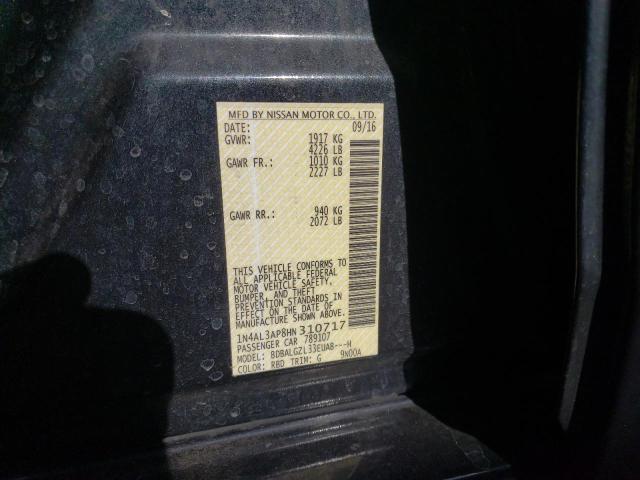 MFD BY NISSAN MOTOR CO., LTD.
DATE: 09/16
GVWR: 1917 KG
4226 LB
GAWR FR.: 1010 KG
2227 LB
GAWR RR.: 940 KG
2072 LB
THIS VEHICLE CONFORMS TO
ALL APPLICABLE FEDERAL
MOTOR VEHICLE SAFETY,
BUMPER, AND THEFT
PREVENTION STANDARDS IN
EFFECT ON THE DATE OF
MANUFACTURE SHOWN ABOVE.
1N4AL3AP8HN310717
PASSENGER CAR 789107
MODEL: BDBALGZL33EUA8---H
COLOR: RBD TRIM: G 9N00A